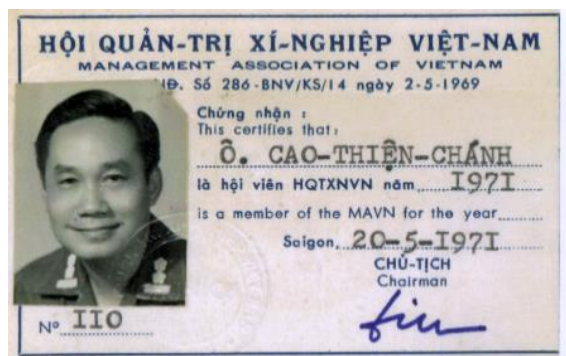 HỘI QUẢN-TRỊ XÍ-NGHIỆP VIỆT-NAM
MANAGEMENT ASSOCIATION OF VIETNAM
NĐ. Số 286-BNV/KS/14 ngày 2-5-1969
Chứng nhận :
This certifies that :
Ô. CAO-THIỆN-CHÁNH
là hội viên HQTXNVN năm 1971
is a member of the MAVN for the year
Saigon, 20-5-1971
CHỦ-TỊCH
Chairman
Nº 110